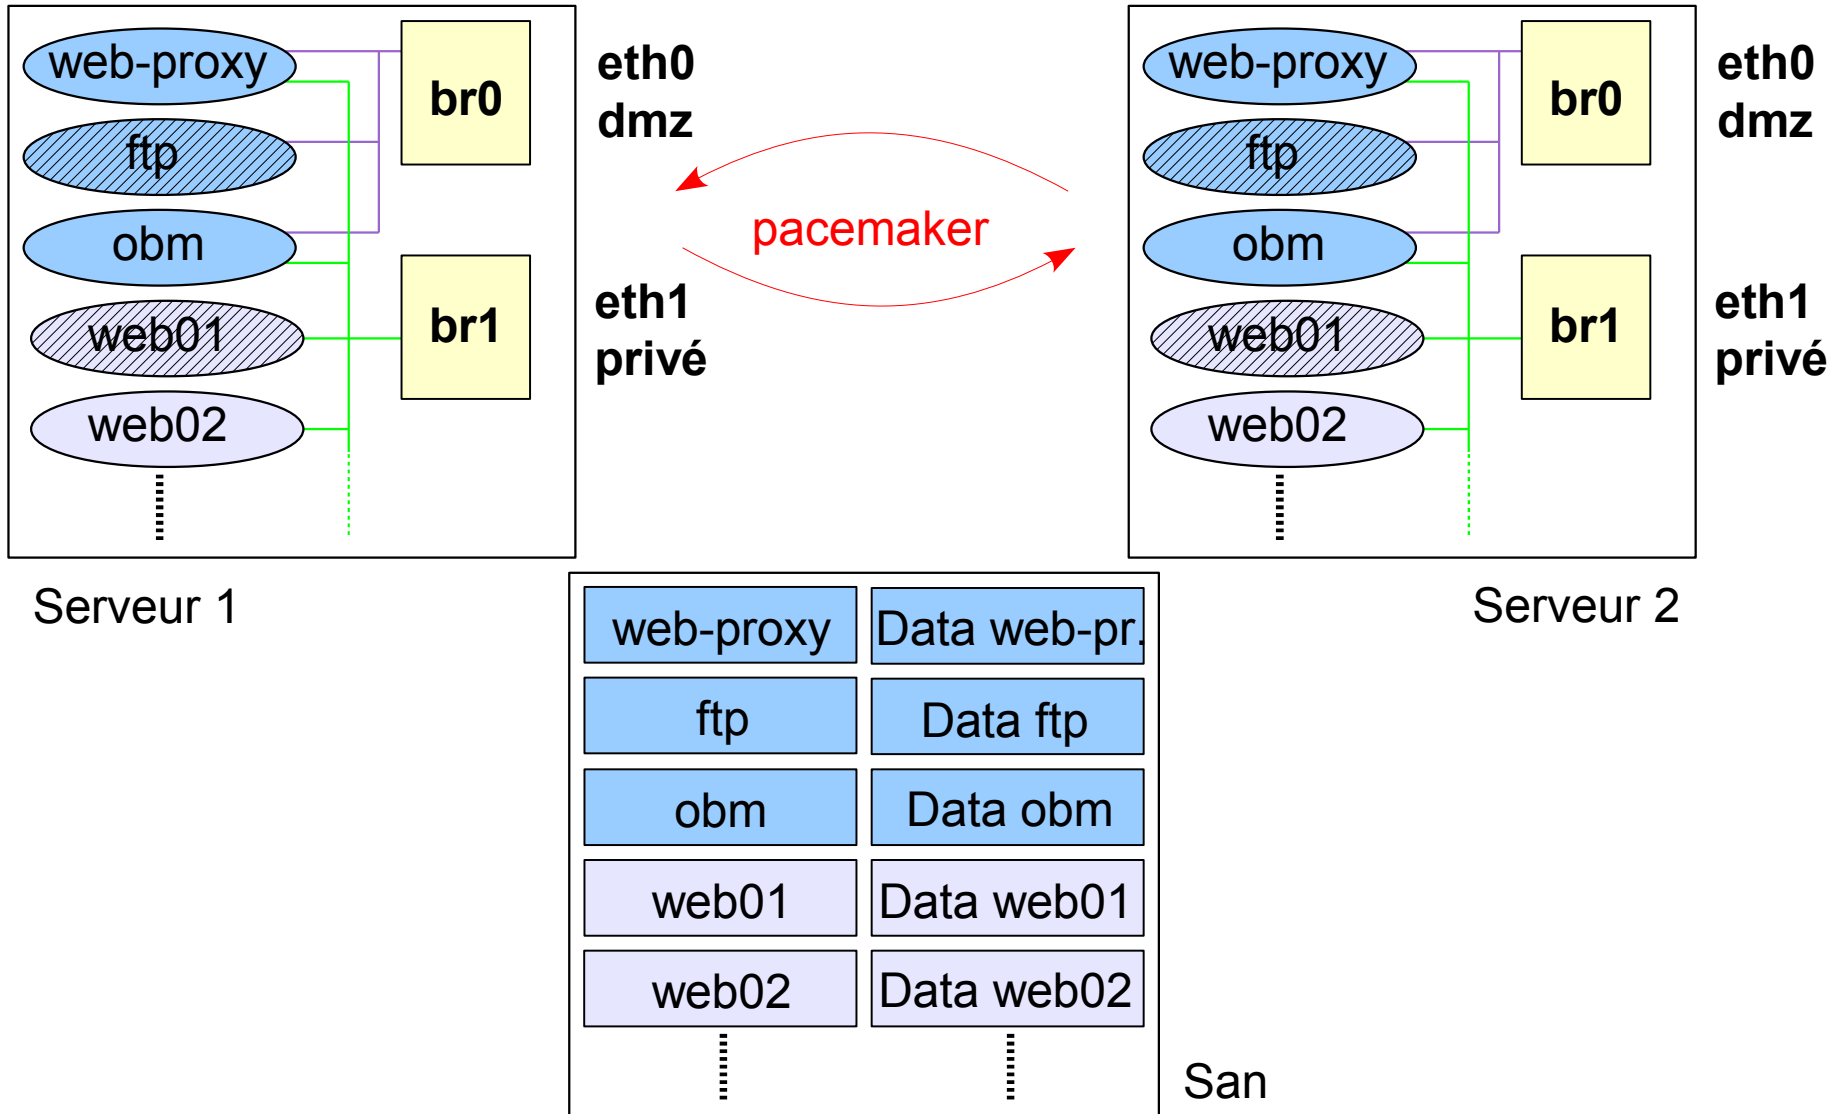 web-proxy
ftp
obm
web01
web02
br0
br1
eth0
dmz
eth1
privé
Serveur 1
pacemaker
web-proxy
ftp
obm
web01
web02
br0
br1
eth0
dmz
eth1
privé
Serveur 2
web-proxy
Data web-pr.
ftp
Data ftp
obm
Data obm
web01
Data web01
web02
Data web02
San